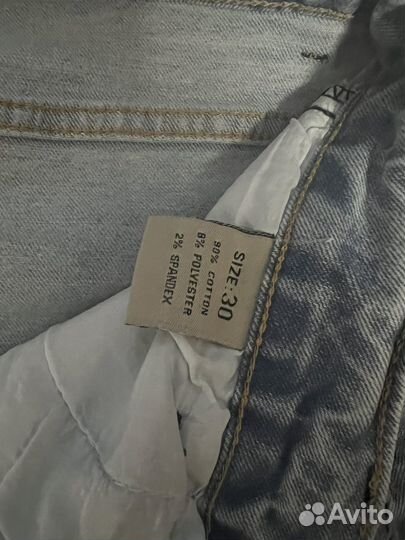 SIZE:30
90% COTTON
8% POLYESTER
2% SPANDEX
Avito